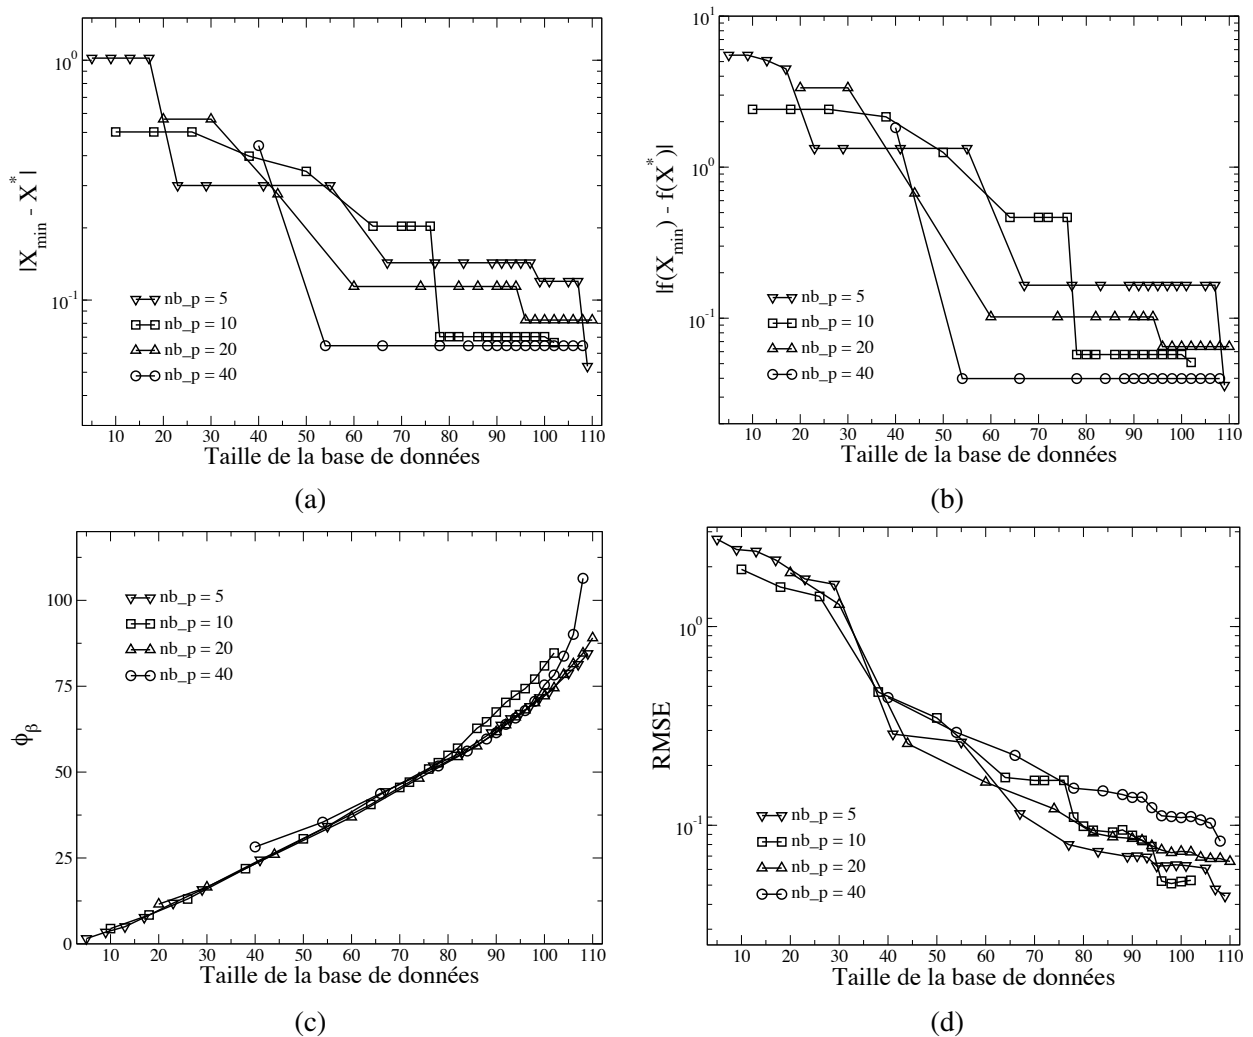 10^0
10^-1
|X_min - X^*|
nb_p = 5
nb_p = 10
nb_p = 20
nb_p = 40
10 20 30 40 50 60 70 80 90 100 110
Taille de la base de données
(a)
10^1
10^0
10^-1
|f(X_min) - f(X^*)|
nb_p = 5
nb_p = 10
nb_p = 20
nb_p = 40
10 20 30 40 50 60 70 80 90 100 110
Taille de la base de données
(b)
100
75
50
25
0
ϕ_β
nb_p = 5
nb_p = 10
nb_p = 20
nb_p = 40
10 20 30 40 50 60 70 80 90 100 110
Taille de la base de données
(c)
10^0
10^-1
RMSE
nb_p = 5
nb_p = 10
nb_p = 20
nb_p = 40
10 20 30 40 50 60 70 80 90 100 110
Taille de la base de données
(d)